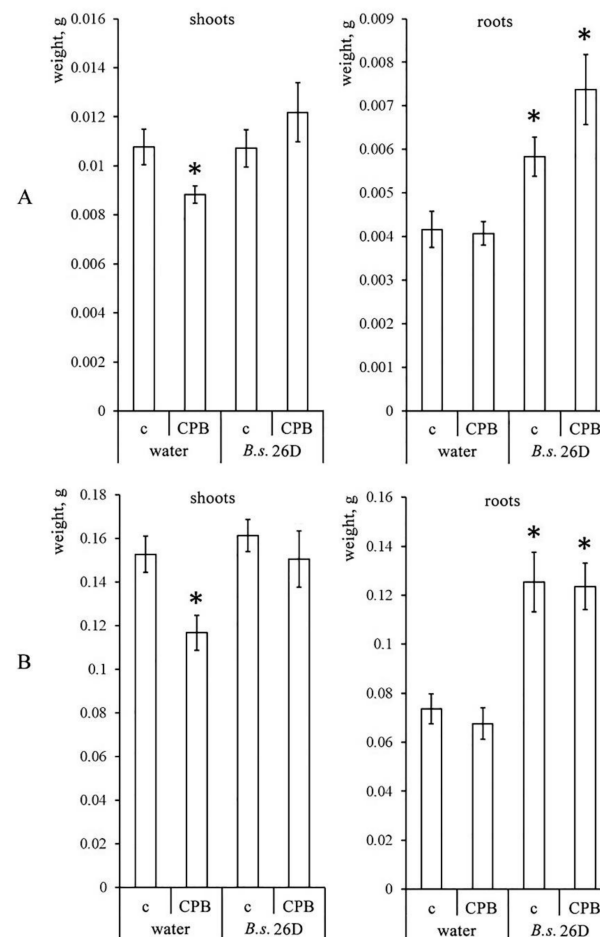 A
shoots
weight, g
0.016
0.014
0.012
0.01
0.008
0.006
0.004
0.002
0
*
c CPB c CPB
water B.s. 26D
roots
weight, g
0.009
0.008
0.007
0.006
0.005
0.004
0.003
0.002
0.001
0
*
*
c CPB c CPB
water B.s. 26D
B
shoots
weight, g
0.18
0.16
0.14
0.12
0.1
0.08
0.06
0.04
0.02
0
*
c CPB c CPB
water B.s. 26D
roots
weight, g
0.16
0.14
0.12
0.1
0.08
0.06
0.04
0.02
0
* *
c CPB c CPB
water B.s. 26D